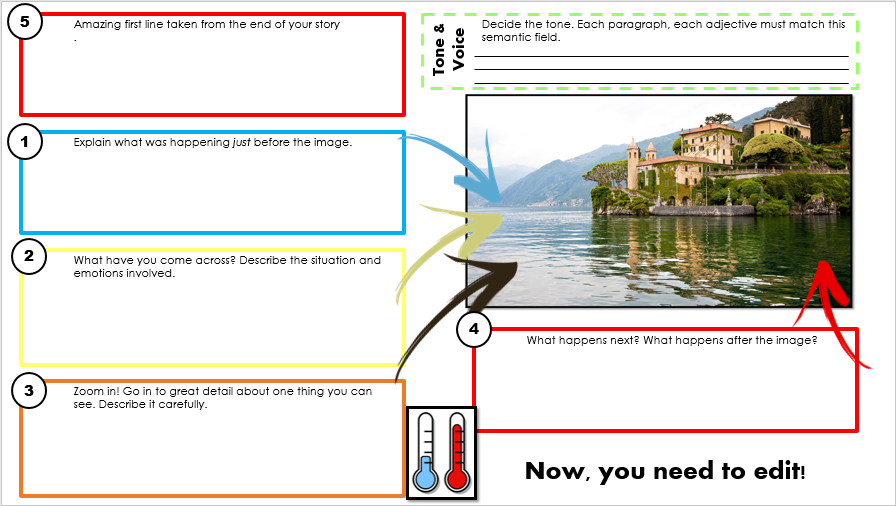 5
Amazing first line taken from the end of your story
.
Tone &
Voice
Decide the tone. Each paragraph, each adjective must match this
semantic field.
1
Explain what was happening just before the image.
2
What have you come across? Describe the situation and
emotions involved.
3
Zoom in! Go in to great detail about one thing you can
see. Describe it carefully.
4
What happens next? What happens after the image?
Now, you need to edit!